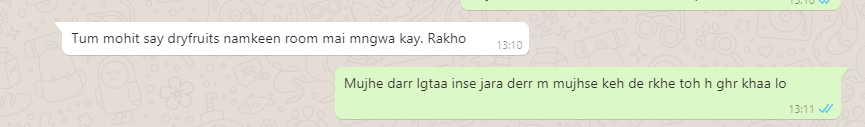 Tum mohit say dryfruits namkeen room mai mngwa kay. Rakho
13:10
Mujhe darr lgtaa inse jara derr m mujhse keh de rkhe toh h ghr khaa lo
13:11